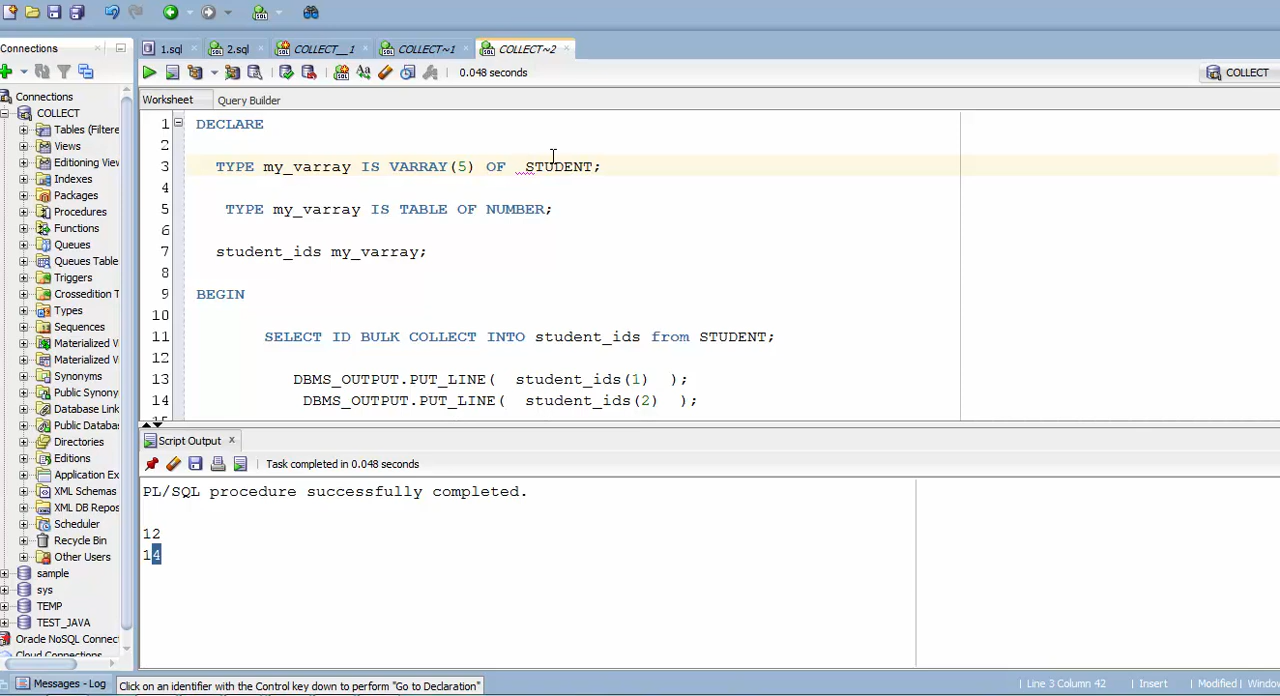 1.sql 2.sql COLLECT__1 COLLECT~1 COLLECT~2
Connections
0.048 seconds
COLLECT
Worksheet Query Builder
Connections
COLLECT
Tables (Filtere
Views
Editioning View
Indexes
Packages
Procedures
Functions
Queues
Queues Table
Triggers
Crossedition T
Types
Sequences
Materialized V
Materialized V
Synonyms
Public Synony
Database Link
Public Databa
Directories
Editions
Application Ex
XML Schemas
XML DB Repos
Scheduler
Recycle Bin
Other Users
sample
sys
TEMP
TEST_JAVA
Oracle NoSQL Connec
Cloud Connections
1 DECLARE
2
3 TYPE my_varray IS VARRAY(5) OF STUDENT;
4
5 TYPE my_varray IS TABLE OF NUMBER;
6
7 student_ids my_varray;
8
9 BEGIN
10
11 SELECT ID BULK COLLECT INTO student_ids from STUDENT;
12
13 DBMS_OUTPUT.PUT_LINE( student_ids(1) );
14 DBMS_OUTPUT.PUT_LINE( student_ids(2) );
15
Script Output x
Task completed in 0.048 seconds
PL/SQL procedure successfully completed.
12
14
Messages - Log
Click on an identifier with the Control key down to perform "Go to Declaration"
Line 3 Column 42 Insert Modified Window